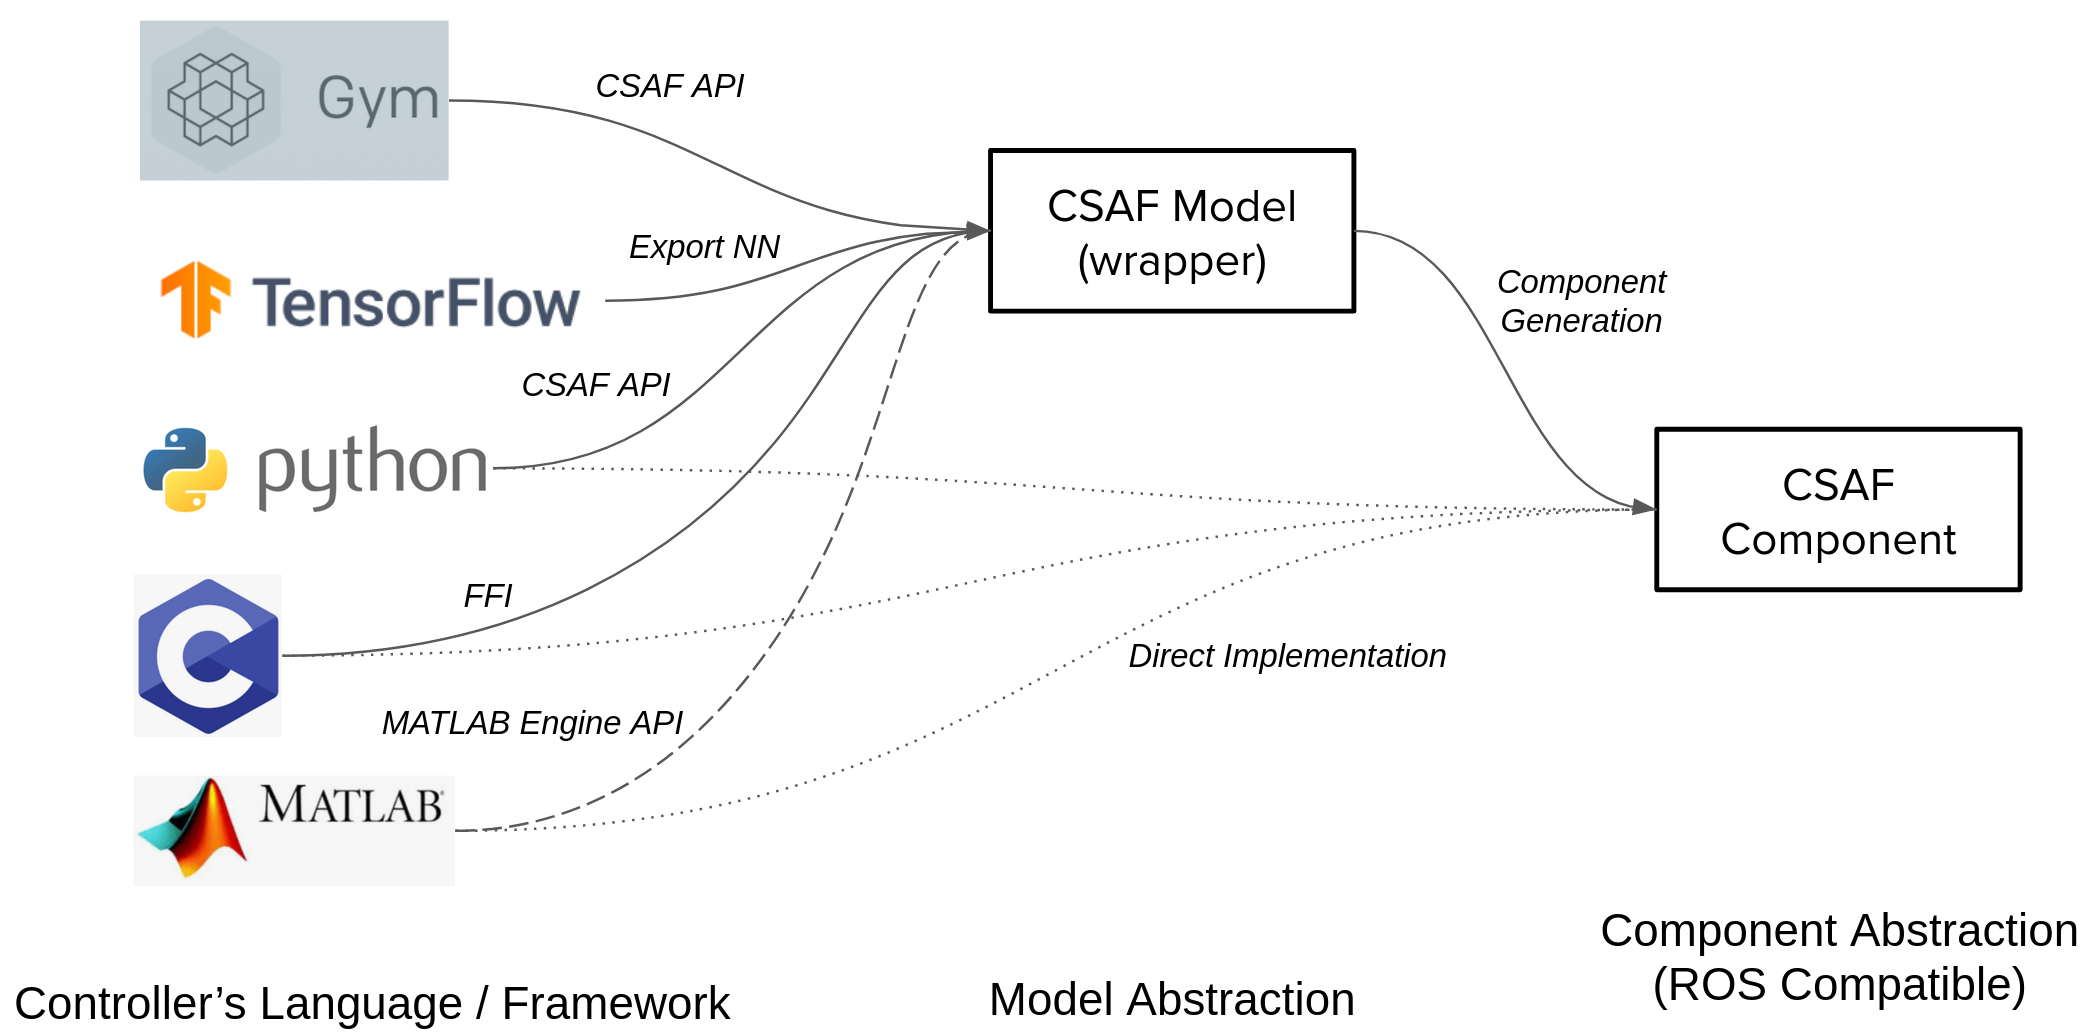 Gym
CSAF API
CSAF Model
(wrapper)
Export NN
TensorFlow
Component
Generation
CSAF API
python
CSAF
Component
FFI
C
Direct Implementation
MATLAB Engine API
MATLAB®
Controller’s Language / Framework
Model Abstraction
Component Abstraction
(ROS Compatible)